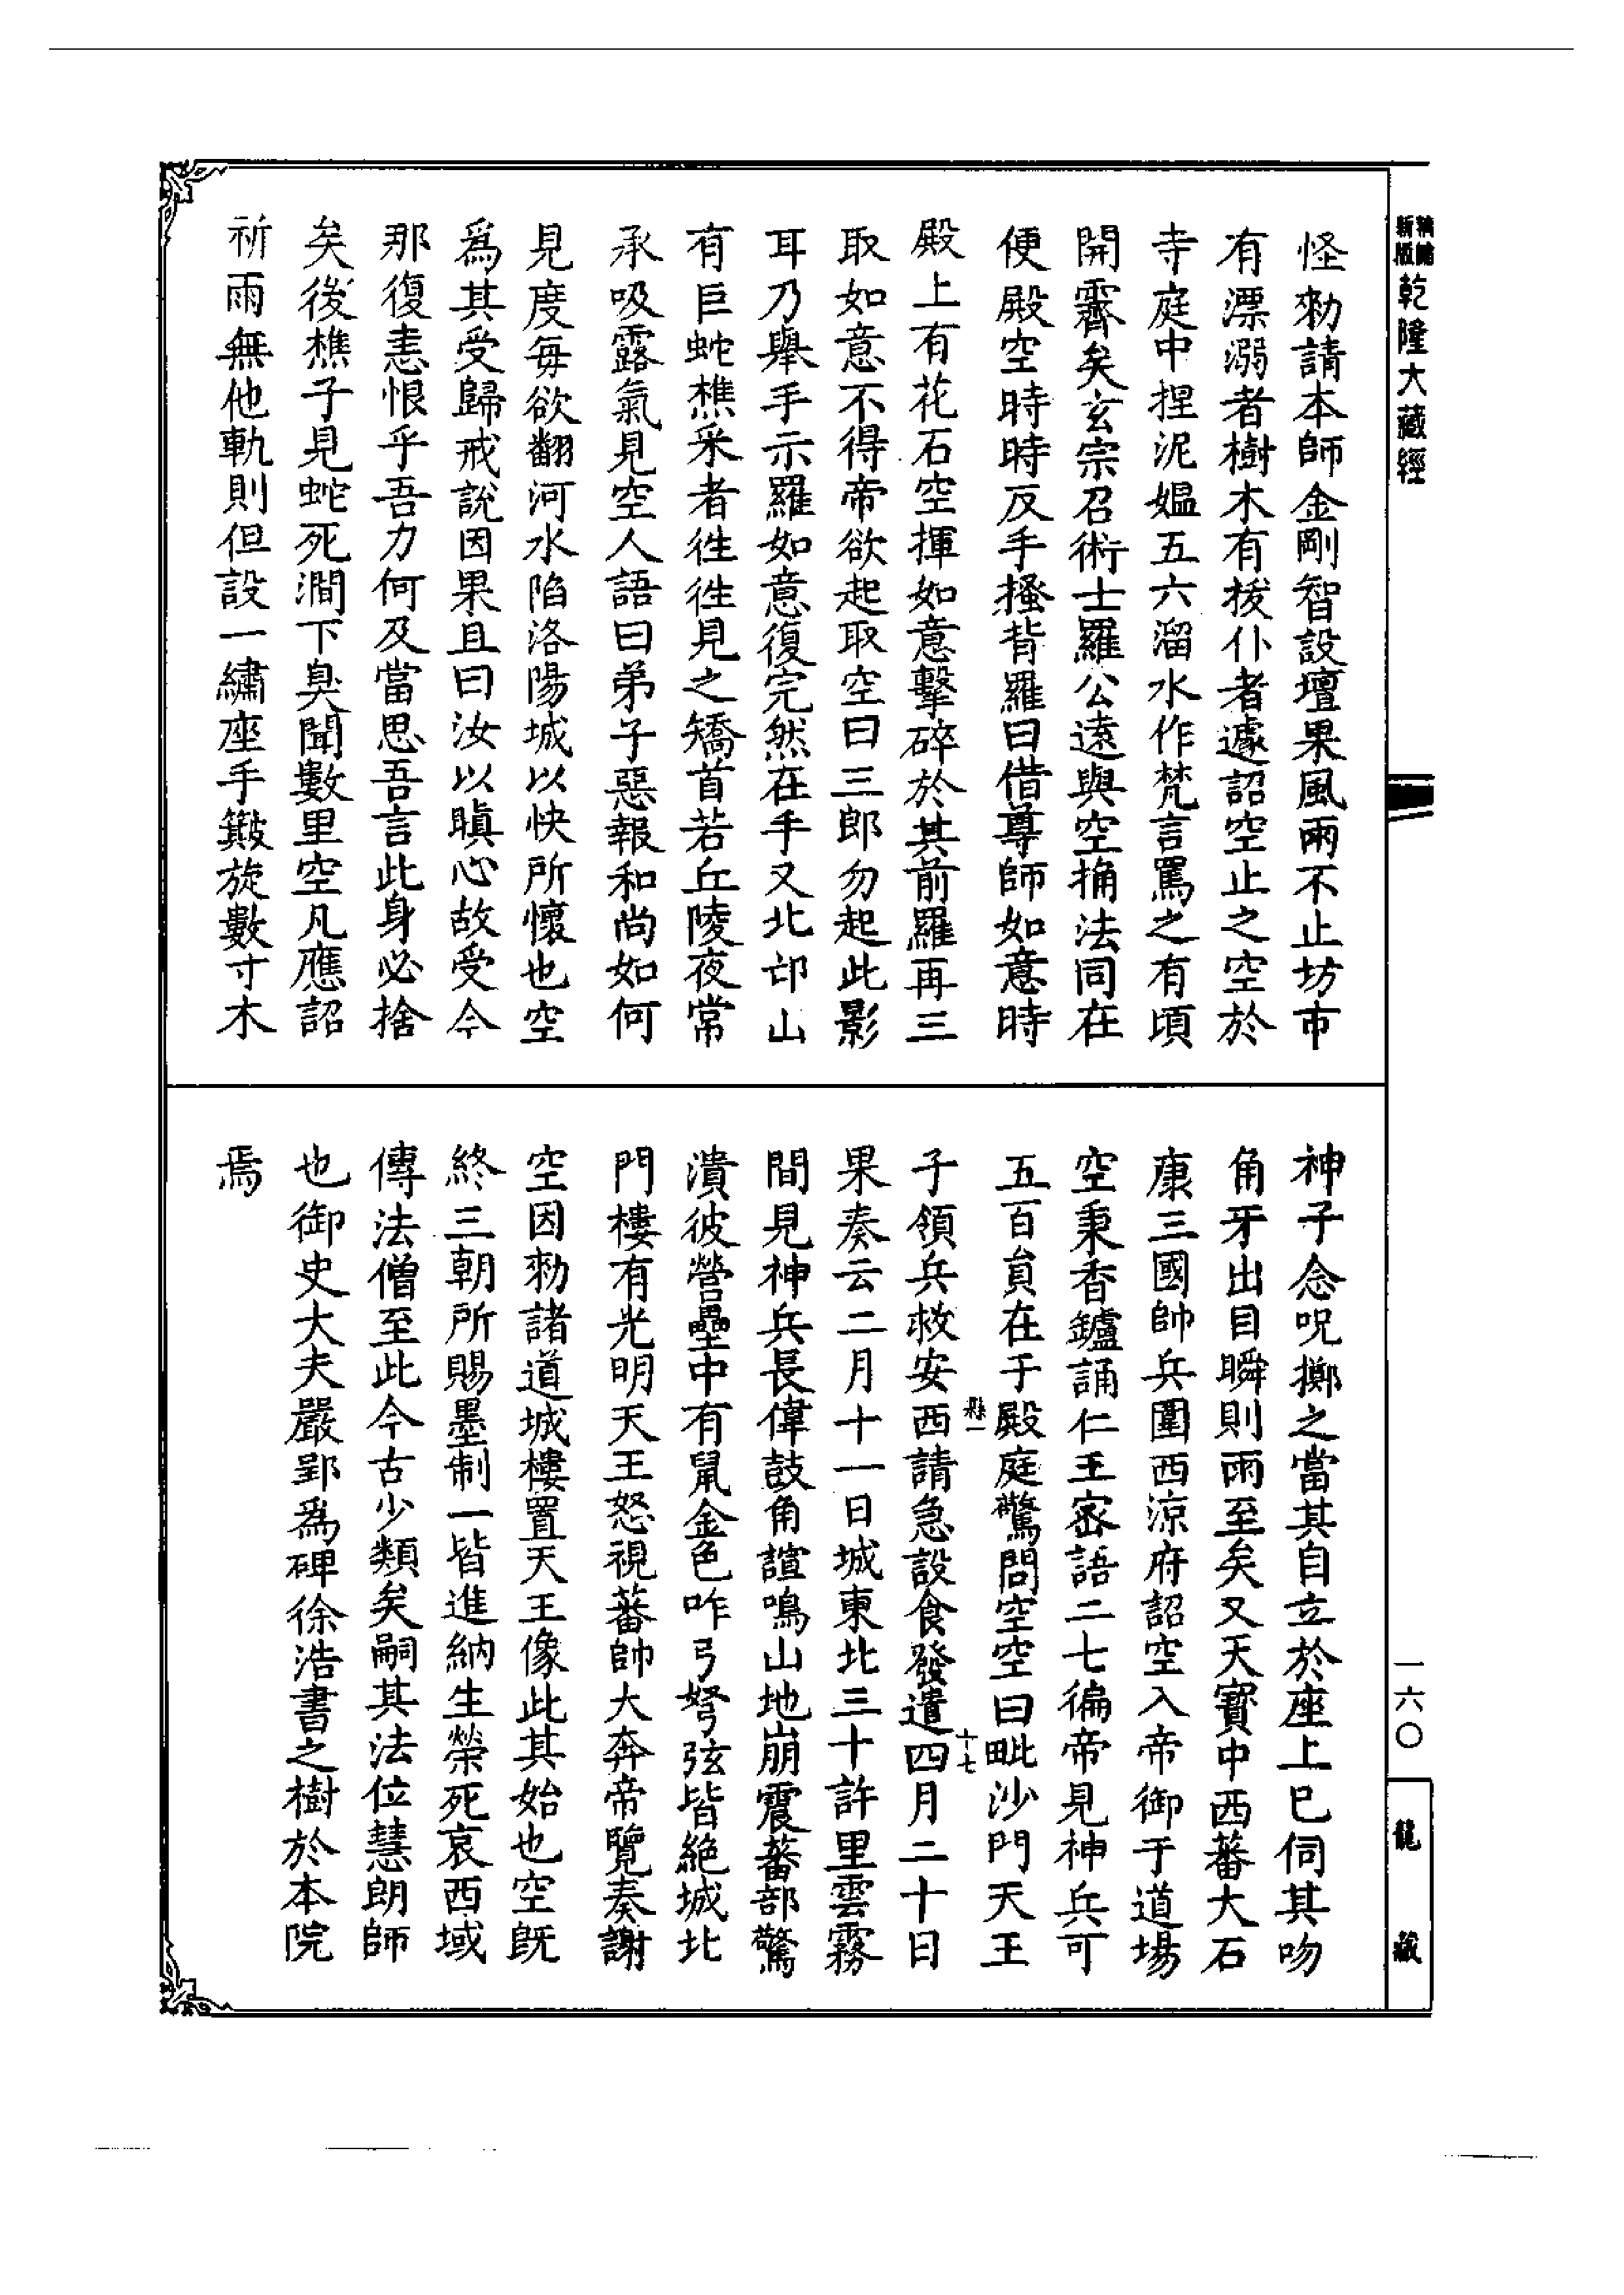 新版
乾隆大藏經
怪勑請本師金剛智設壇果風雨不止坊市
有漂溺者樹木有拔仆者遽詔空止之空於
寺庭中捏泥媼五六溜水作梵言罵之有頃
開霽矣玄宗召術士羅公遠與空捔法同在
便殿空時時反手搔背羅曰借尊師如意時
殿上有花石空揮如意擊碎於其前羅再三
取如意不得帝欲起取空曰三郎勿起此影
耳乃舉手示羅如意復完然在手又北邙山
有巨蛇樵采者往往見之矯首若丘陵夜常
承吸露氣見空人語曰弟子惡報和尚如何
見度每欲翻河水陷洛陽城以快所懷也空
為其受歸戒說因果且曰汝以瞋心故受今
那復恚恨乎吾力何及當思吾言此身必捨
矣後樵子見蛇死澗下臭聞數里空凡應詔
祈雨無他軌則但設一繡座手簸旋數寸木
神子念呪擲之當其自立於座上已伺其吻
角牙出目瞬則雨至矣又天寶中西蕃大石
康三國帥兵圍西涼府詔空入帝御于道場
空秉香鑪誦仁王密語二七徧帝見神兵可
五百員在于殿庭驚問空空曰毗沙門天王
縣一
十七
子領兵救安西請急設食發遣四月二十日
果奏云二月十一日城東北三十許里雲霧
間見神兵長偉鼓角諠鳴山地崩震蕃部驚
潰彼營壘中有鼠金色咋弓弩弦皆絕城北
門樓有光明天王怒視蕃帥大奔帝覽奏謝
空因勑諸道城樓置天王像此其始也空既
終三朝所賜墨制一皆進納生榮死哀西域
傳法僧至此今古少類矣嗣其法位慧朗師
也御史大夫嚴郢為碑徐浩書之樹於本院
焉
一六〇
龍藏